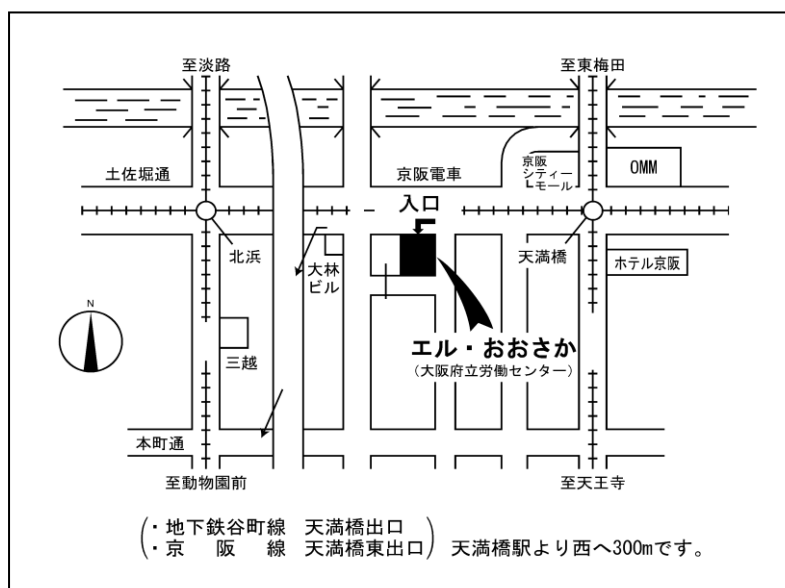 至淡路
至東梅田
土佐堀通
京阪電車
京阪
シティー
モール
OMM
入口
北浜
大林
ビル
天満橋
ホテル京阪
N
三越
エル・おおさか
（大阪府立労働センター）
本町通
至動物園前
至天王寺
・地下鉄谷町線　天満橋出口
・京　阪　線　天満橋東出口
天満橋駅より西へ300mです。